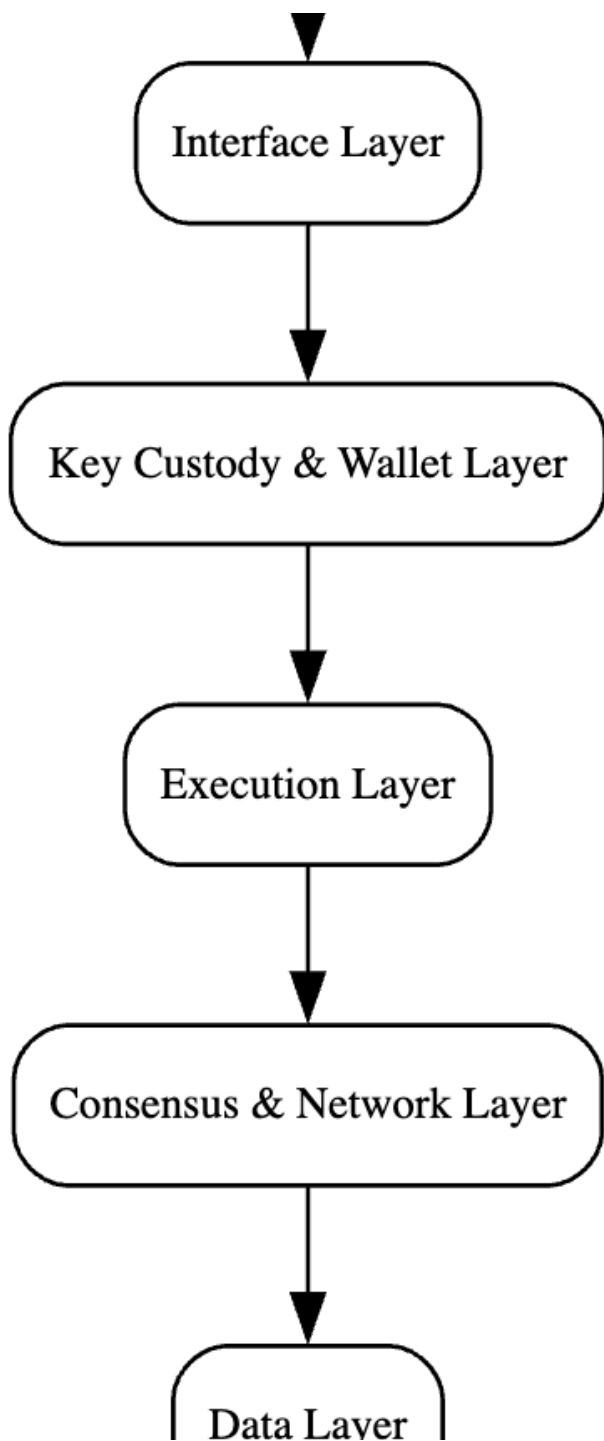 Interface Layer
Key Custody & Wallet Layer
Execution Layer
Consensus & Network Layer
Data Layer